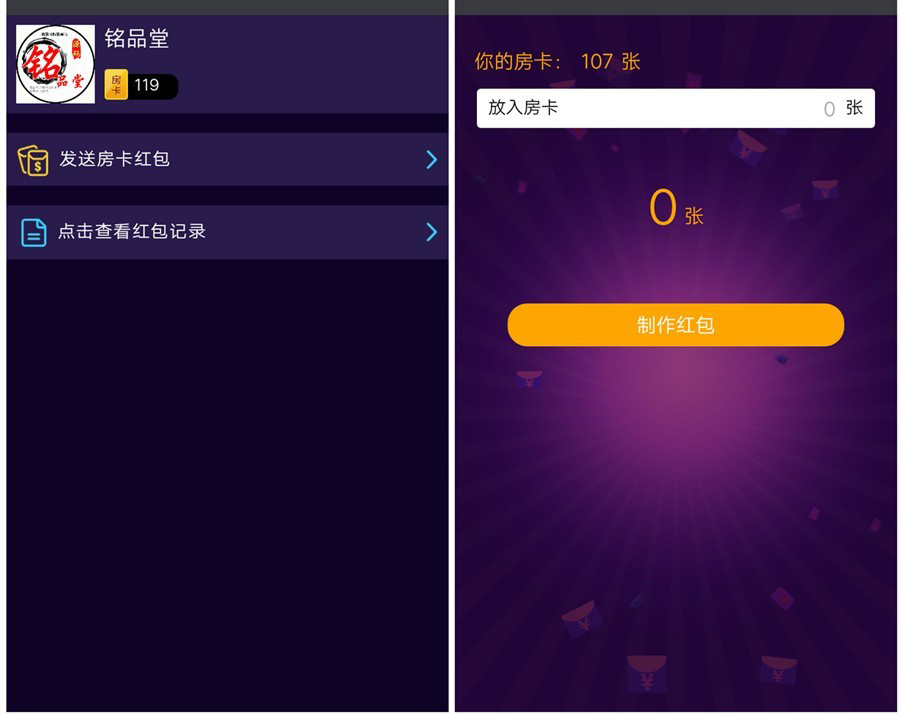 铭品堂
房卡
119
发送房卡红包
点击查看红包记录
你的房卡： 107 张
放入房卡 0 张
0 张
制作红包